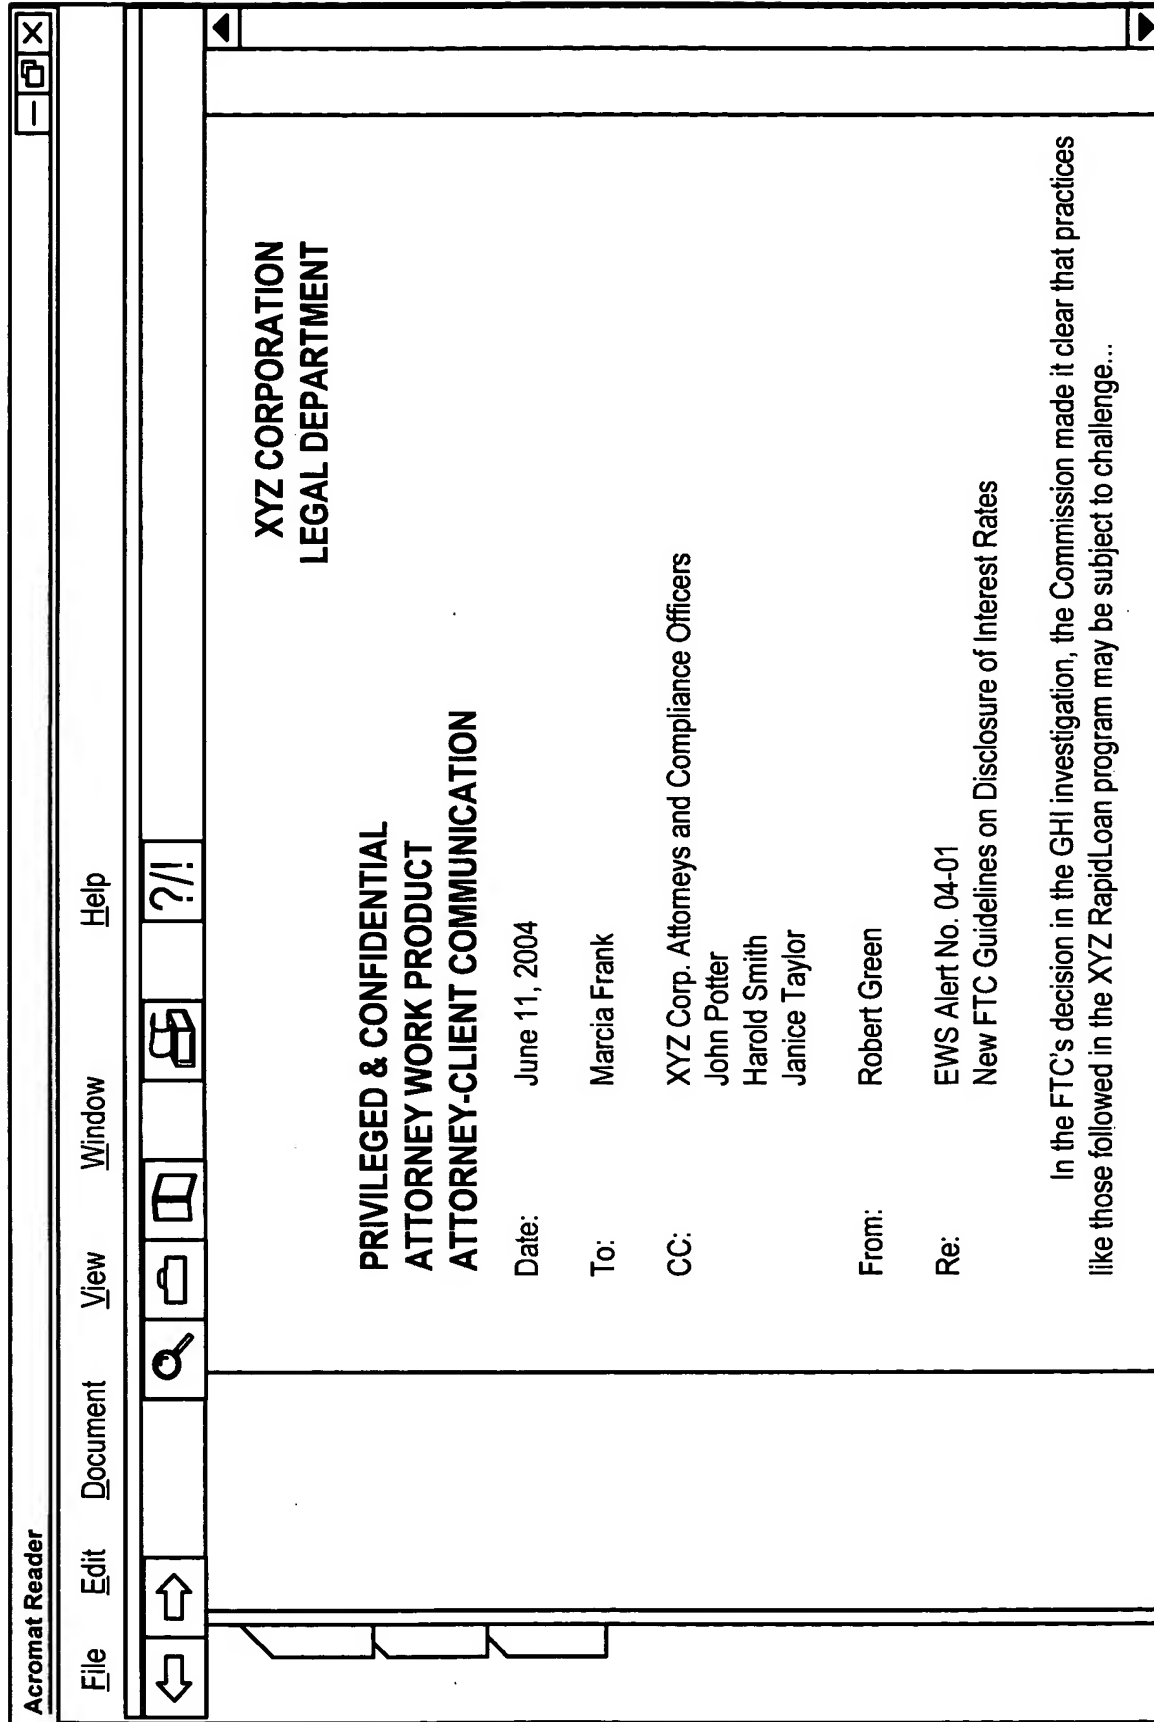 Acromat Reader
File Edit Document View Window Help
?/!
XYZ CORPORATION
LEGAL DEPARTMENT
PRIVILEGED & CONFIDENTIAL
ATTORNEY WORK PRODUCT
ATTORNEY-CLIENT COMMUNICATION
Date: June 11, 2004
To: Marcia Frank
CC: XYZ Corp. Attorneys and Compliance Officers
John Potter
Harold Smith
Janice Taylor
From: Robert Green
Re: EWS Alert No. 04-01
New FTC Guidelines on Disclosure of Interest Rates
In the FTC's decision in the GHI investigation, the Commission made it clear that practices
like those followed in the XYZ RapidLoan program may be subject to challenge...